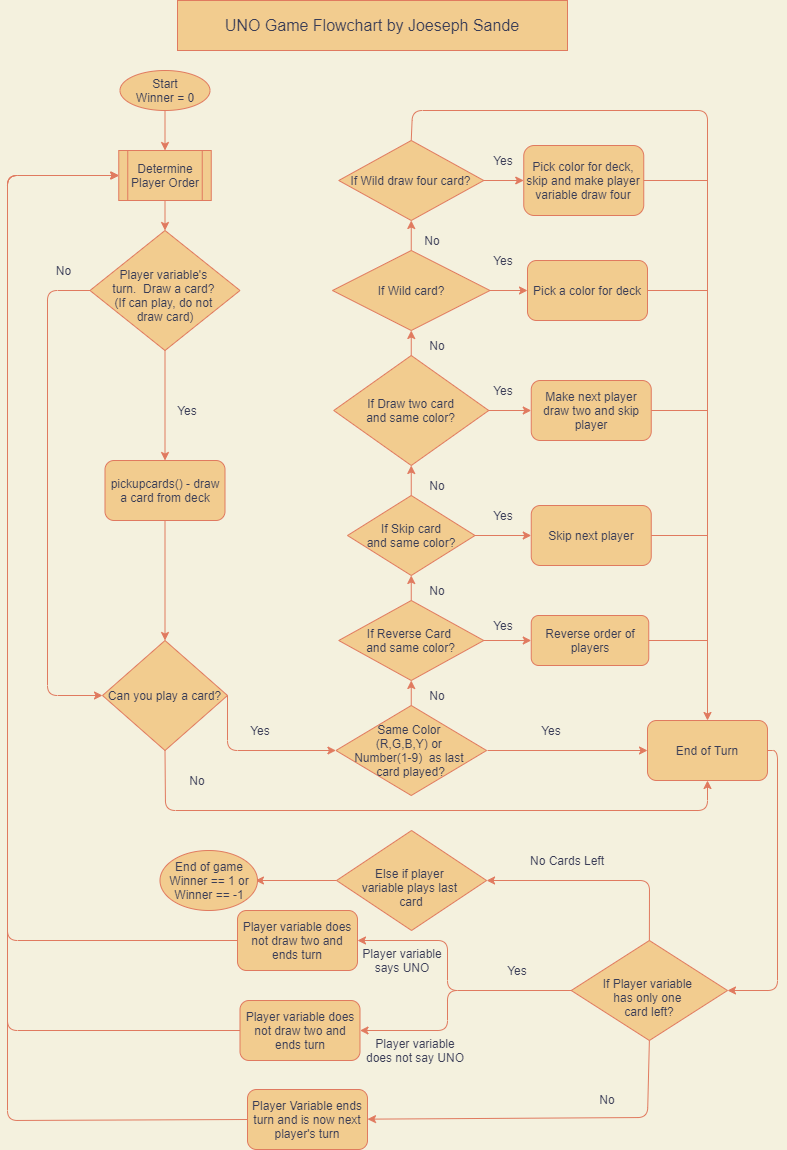 UNO Game Flowchart by Joeseph Sande
Start
Winner = 0
Determine
Player Order
No
Player variable's
turn.  Draw a card?
(If can play, do not
draw card)
Yes
pickupcards() - draw
a card from deck
Can you play a card?
Yes
No
If Wild draw four card?
Yes
Pick color for deck,
skip and make player
variable draw four
No
If Wild card?
Yes
Pick a color for deck
No
If Draw two card
and same color?
Yes
Make next player
draw two and skip
player
No
If Skip card
and same color?
Yes
Skip next player
No
If Reverse Card
and same color?
Yes
Reverse order of
players
No
Same Color
(R,G,B,Y) or
Number(1-9)  as last
card played?
Yes
End of Turn
End of game
Winner == 1 or
Winner == -1
Else if player
variable plays last
card
No Cards Left
Player variable does
not draw two and
ends turn
Player variable
says UNO
Yes
If Player variable
has only one
card left?
Player variable does
not draw two and
ends turn
Player variable
does not say UNO
No
Player Variable ends
turn and is now next
player's turn